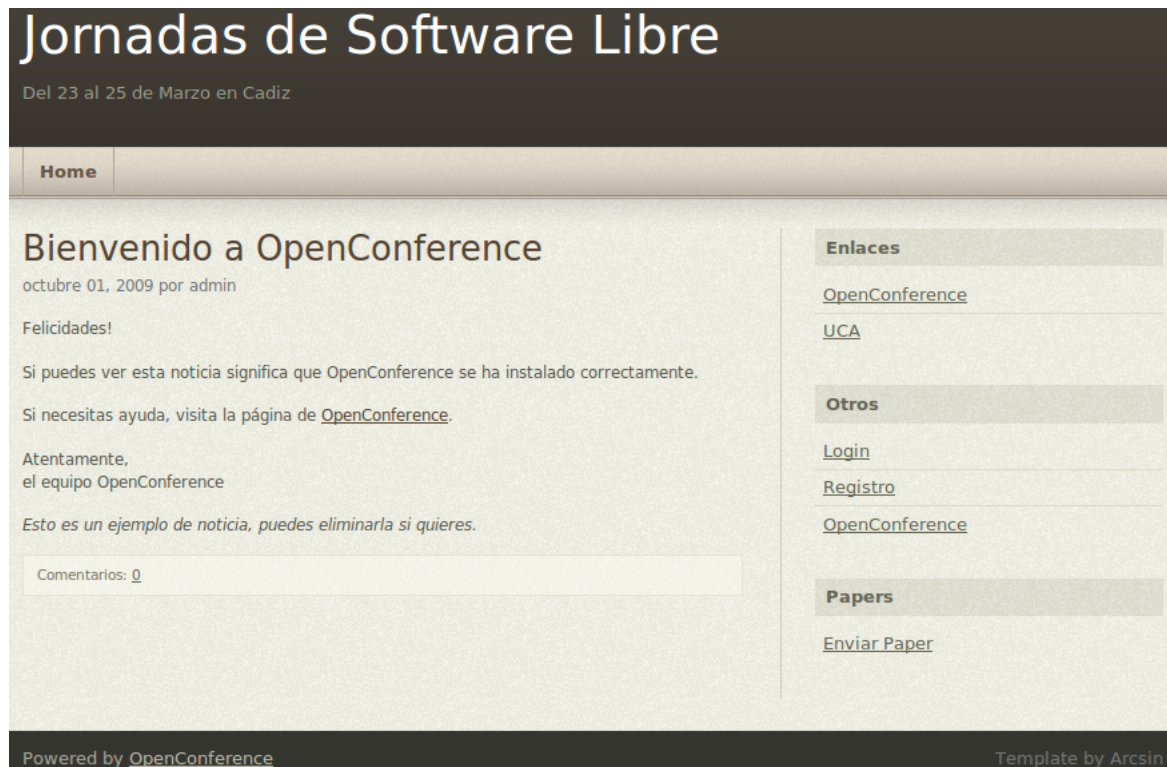 Jornadas de Software Libre
Del 23 al 25 de Marzo en Cadiz
Home
Bienvenido a OpenConference
octubre 01, 2009 por admin
Felicidades!
Si puedes ver esta noticia significa que OpenConference se ha instalado correctamente.
Si necesitas ayuda, visita la página de OpenConference.
Atentamente,
el equipo OpenConference
Esto es un ejemplo de noticia, puedes eliminarla si quieres.
Comentarios: 0
Enlaces
OpenConference
UCA
Otros
Login
Registro
OpenConference
Papers
Enviar Paper
Powered by OpenConference
Template by Arcsin